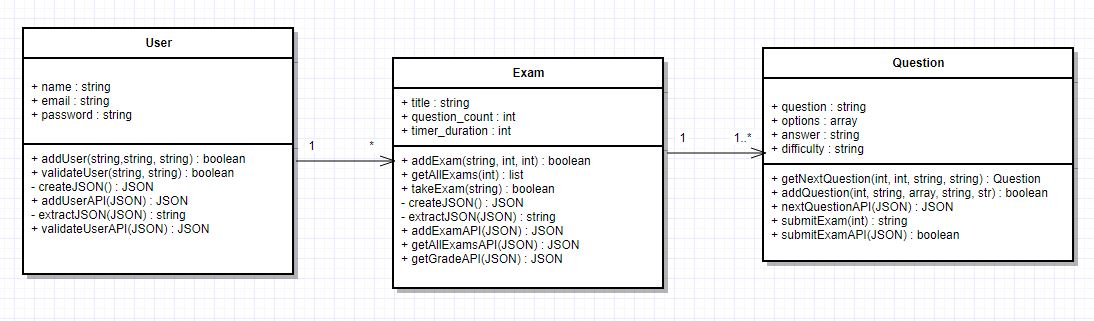 User
+ name : string
+ email : string
+ password : string
+ addUser(string,string, string) : boolean
+ validateUser(string, string) : boolean
- createJSON() : JSON
+ addUserAPI(JSON) : JSON
- extractJSON(JSON) : string
+ validateUserAPI(JSON) : JSON
1
*
Exam
+ title : string
+ question_count : int
+ timer_duration : int
+ addExam(string, int, int) : boolean
+ getAllExams(int) : list
+ takeExam(string) : boolean
- createJSON() : JSON
- extractJSON(JSON) : string
+ addExamAPI(JSON) : JSON
+ getAllExamsAPI(JSON) : JSON
+ getGradeAPI(JSON) : JSON
1
1..*
Question
+ question : string
+ options : array
+ answer : string
+ difficulty : string
+ getNextQuestion(int, int, string, string) : Question
+ addQuestion(int, string, array, string, str) : boolean
+ nextQuestionAPI(JSON) : JSON
+ submitExam(int) : string
+ submitExamAPI(JSON) : boolean